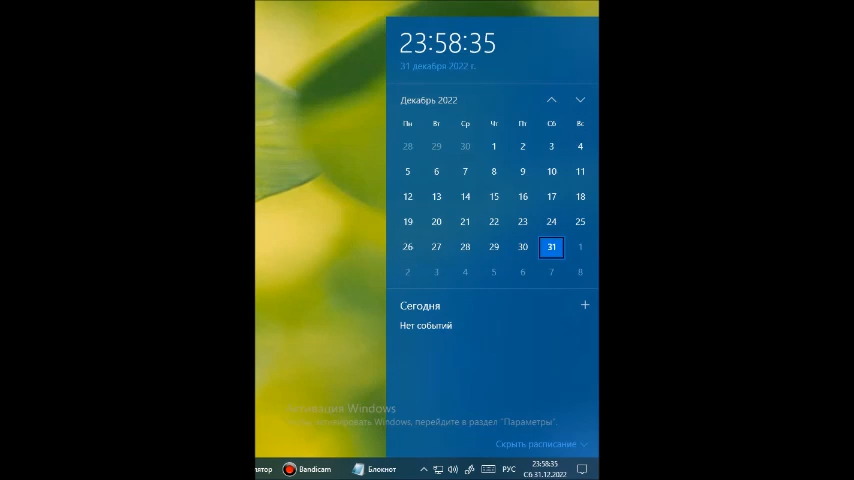 23:58:35
31 декабря 2022 г.
Декабрь 2022
Пн Вт Ср Чт Пт Сб Вс
28 29 30 1 2 3 4
5 6 7 8 9 10 11
12 13 14 15 16 17 18
19 20 21 22 23 24 25
26 27 28 29 30 31 1
2 3 4 5 6 7 8
Сегодня
Нет событий
Активация Windows
активировать Windows, перейдите в раздел "Параметры".
Скрыть расписание
Bandicam Блокнот РУС 23:58:35
Сб 31.12.2022